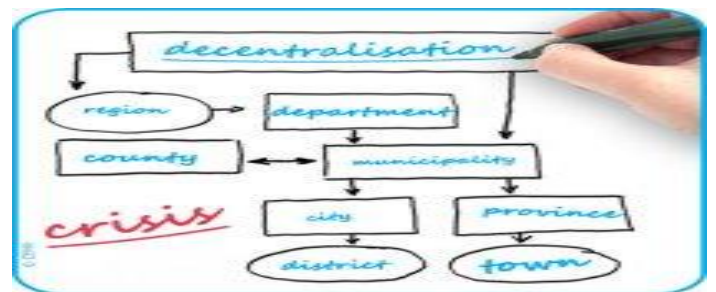 decentralisation
region
department
county
municipality
crisis
city
province
district
town